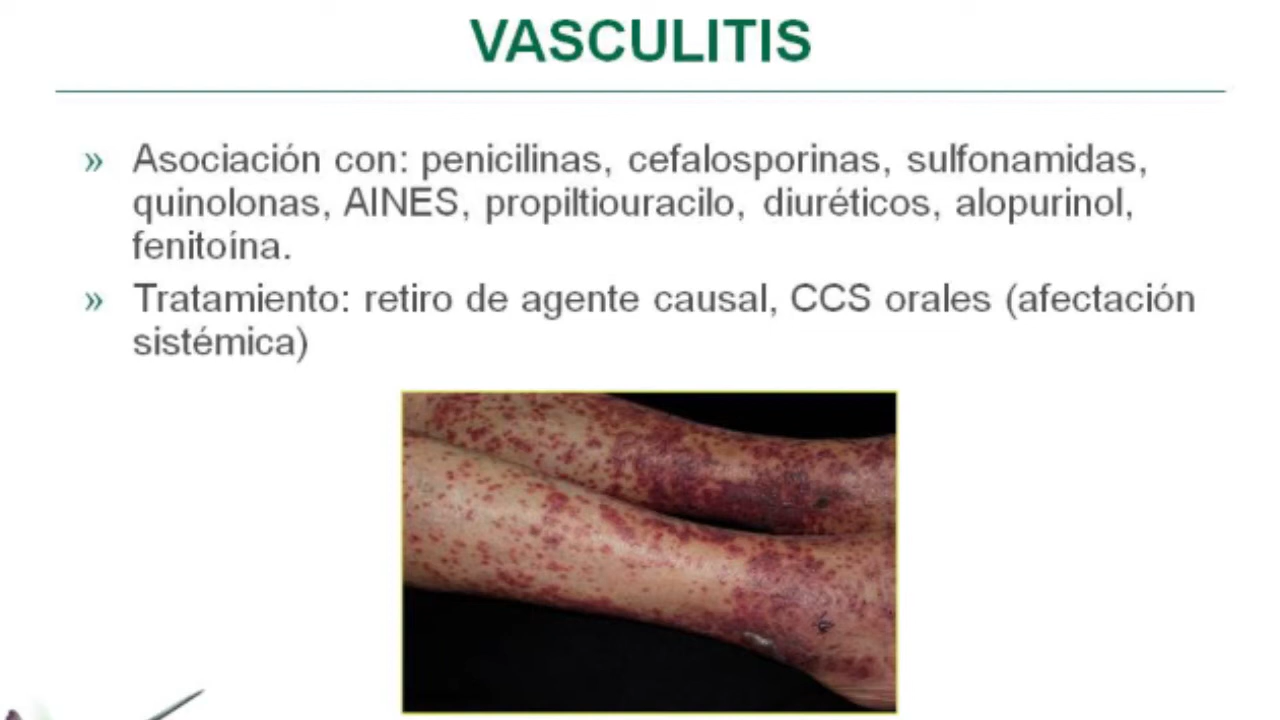 VASCULITIS
» Asociación con: penicilinas, cefalosporinas, sulfonamidas,
quinolonas, AINES, propiltiouracilo, diuréticos, alopurinol,
fenitoína.
» Tratamiento: retiro de agente causal, CCS orales (afectación
sistémica)